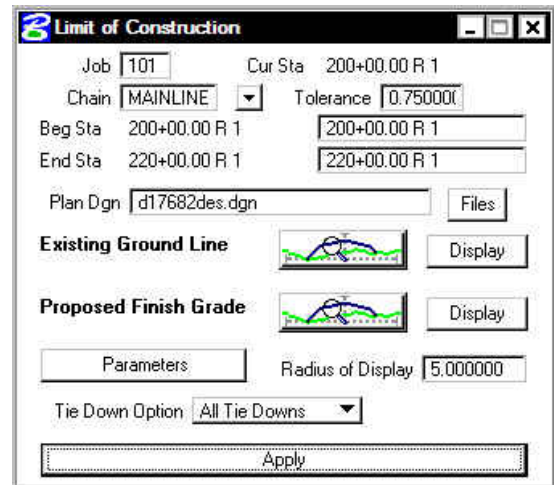 Limit of Construction
Job 101 Cur Sta 200+00.00 R 1
Chain MAINLINE Tolerance 0.75000(
Beg Sta 200+00.00 R 1 200+00.00 R 1
End Sta 220+00.00 R 1 220+00.00 R 1
Plan Dgn d17682des.dgn Files
Existing Ground Line Display
Proposed Finish Grade Display
Parameters Radius of Display 5.000000
Tie Down Option All Tie Downs
Apply